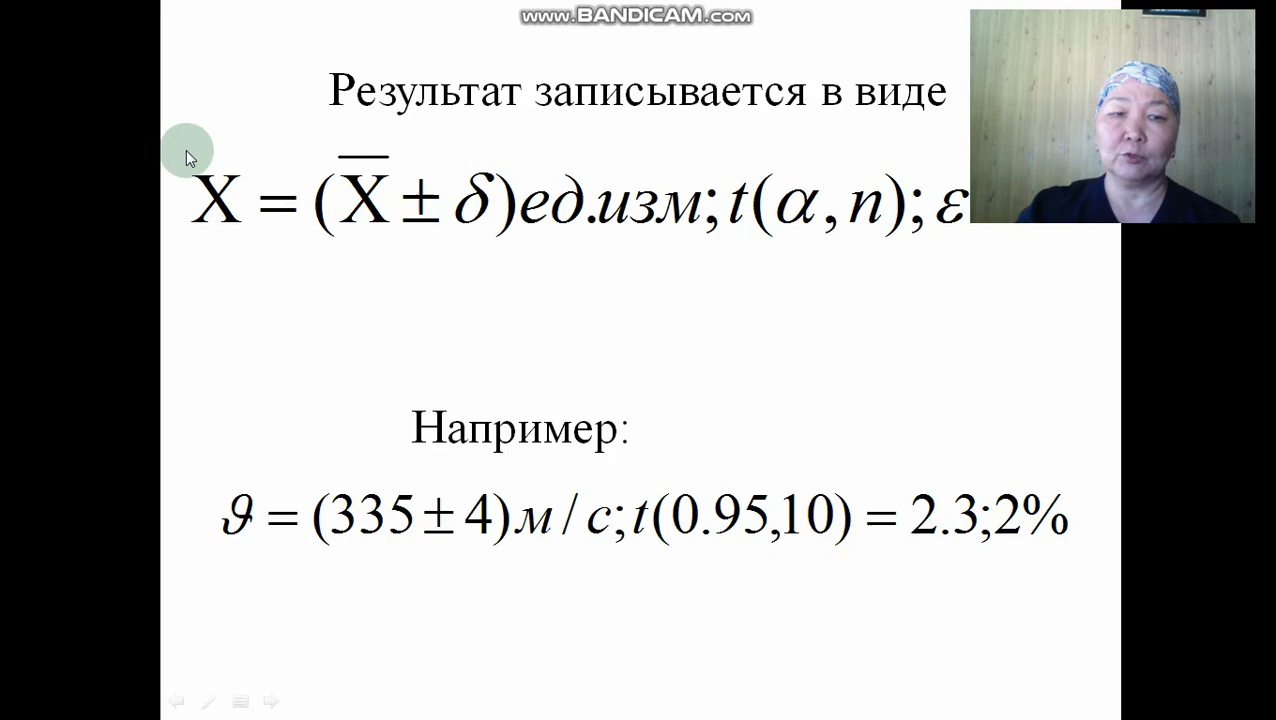 www.BANDICAM.com
Результат записывается в виде
X = (X̅ ± δ)ед.изм; t(α, n); ε
Например:
ϑ = (335 ± 4)м / с; t(0.95,10) = 2.3;2%